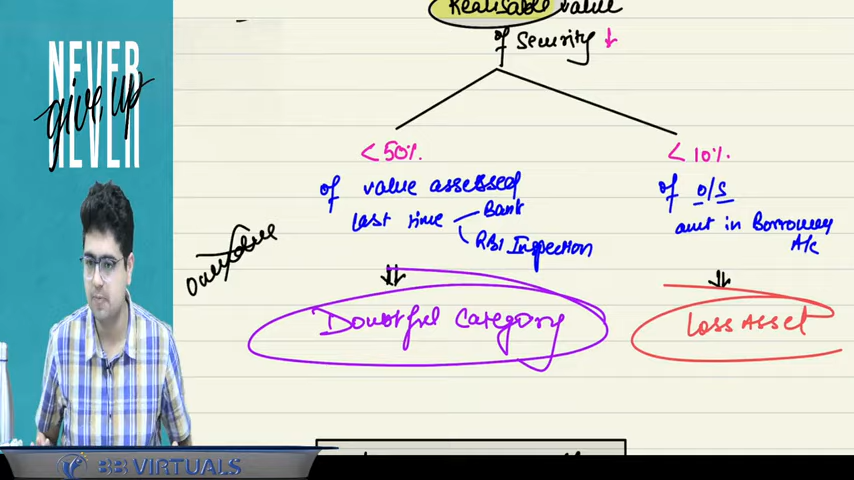 NEVER
give up
NEVER
Realisable value
of Security ↓
< 50%.
of value assessed
last time
Bank
RBI Inspection
Doubtful Category
< 10%.
of O/S
amt in Borrower
A/c
Loss Asset
BB VIRTUALS